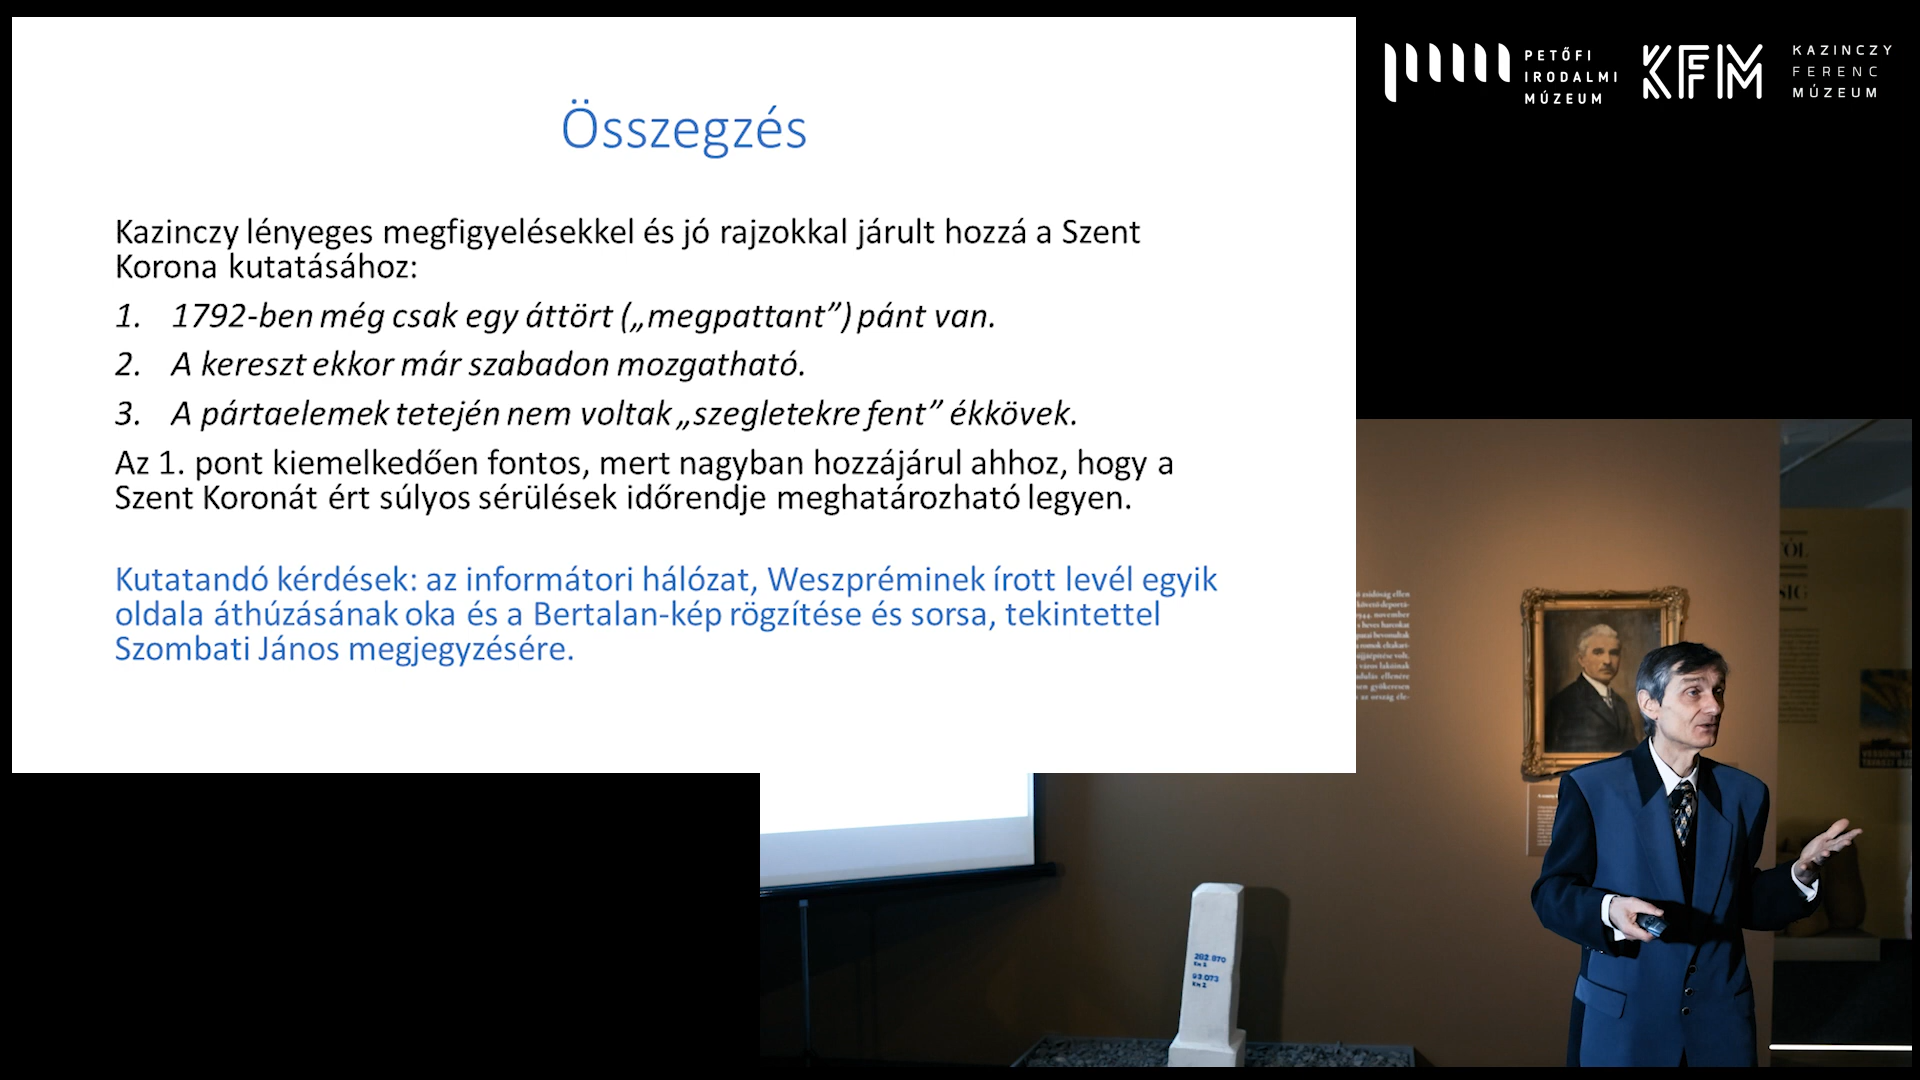 Összegzés
Kazinczy lényeges megfigyelésekkel és jó rajzokkal járult hozzá a Szent
Korona kutatásához:
1. 1792-ben még csak egy áttört („megpattant”) pánt van.
2. A kereszt ekkor már szabadon mozgatható.
3. A pártaelemek tetején nem voltak „szegletekre fent” ékkövek.
Az 1. pont kiemelkedően fontos, mert nagyban hozzájárul ahhoz, hogy a
Szent Koronát ért súlyos sérülések időrendje meghatározható legyen.
Kutatandó kérdések: az informátori hálózat, Weszpréminek írott levél egyik
oldala áthúzásának oka és a Bertalan-kép rögzítése és sorsa, tekintettel
Szombati János megjegyzésére.
PETŐFI
IRODALMI
MÚZEUM
KFM
KAZINCZY
FERENC
MÚZEUM
282.870
93.073